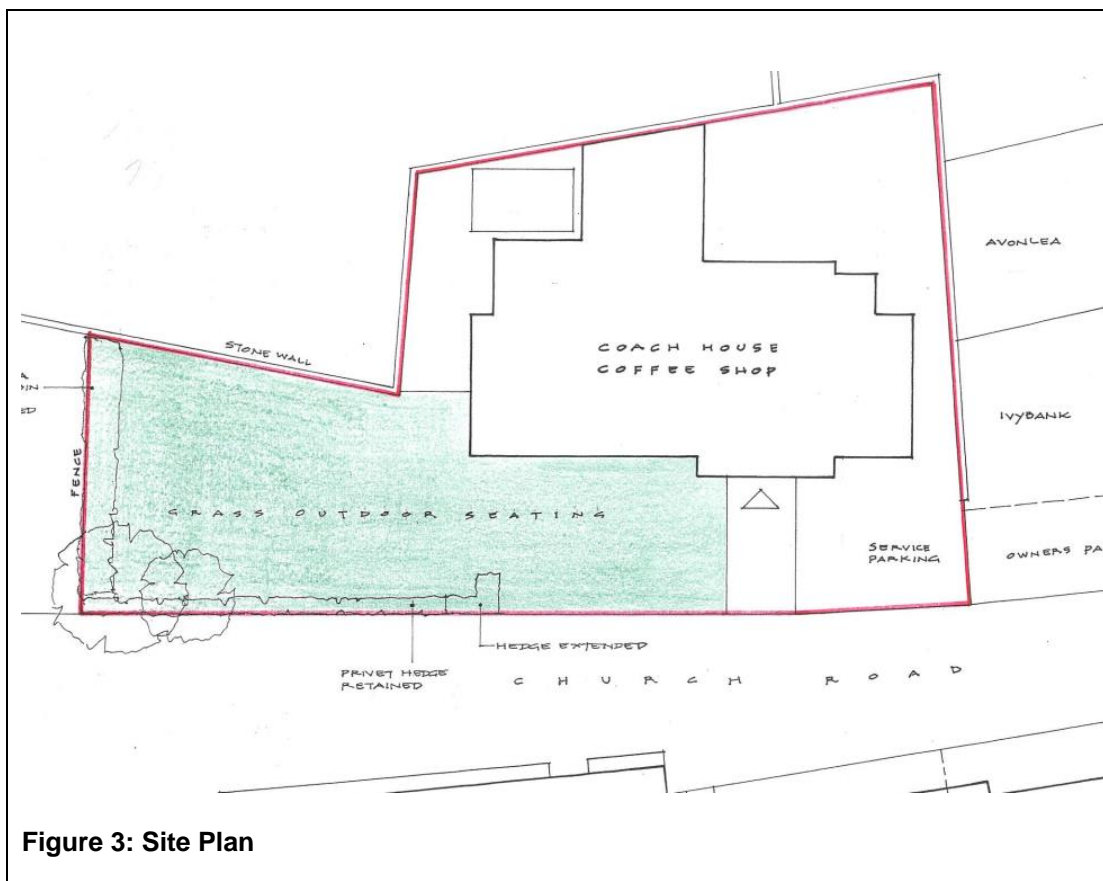 AVONLEA
COACH HOUSE
COFFEE SHOP
STONE WALL
IVYBANK
FENCE
GRASS OUTDOOR SEATING
SERVICE
PARKING
OWNERS PA
HEDGE EXTENDED
PRIVET HEDGE
RETAINED
CHURCH ROAD
Figure 3: Site Plan